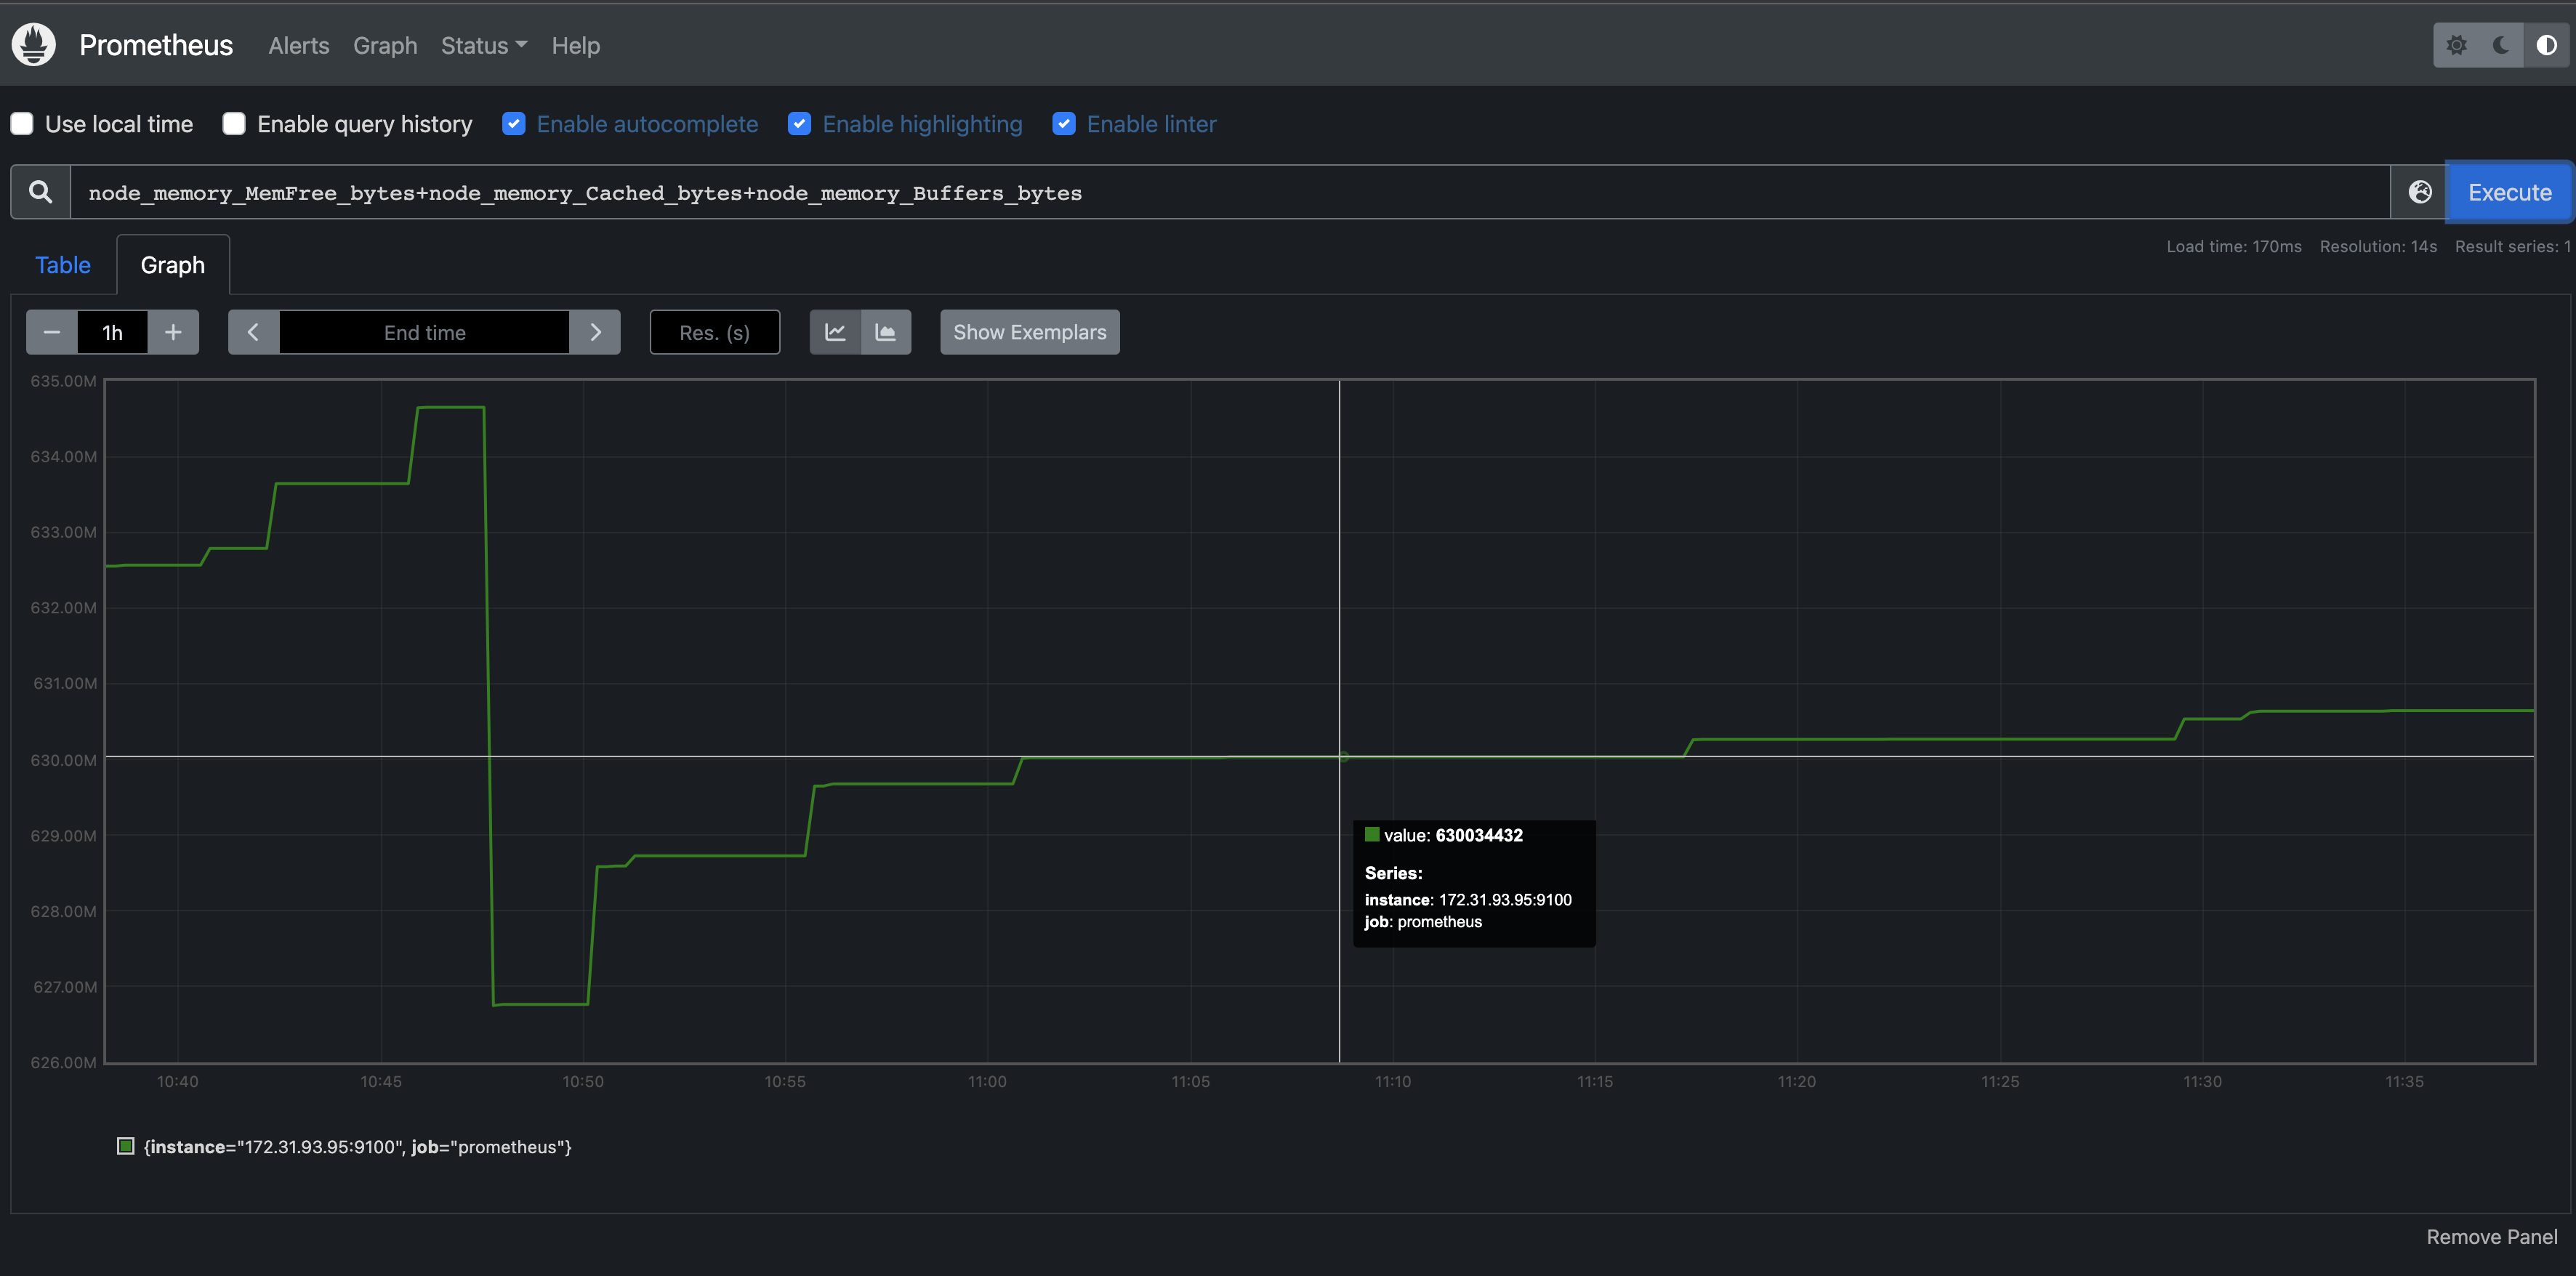 Prometheus Alerts Graph Status Help
Use local time Enable query history Enable autocomplete Enable highlighting Enable linter
node_memory_MemFree_bytes+node_memory_Cached_bytes+node_memory_Buffers_bytes Execute
Load time: 170ms Resolution: 14s Result series: 1
Table Graph
− 1h + End time Res. (s) Show Exemplars
635.00M
634.00M
633.00M
632.00M
631.00M
630.00M
629.00M
628.00M
627.00M
626.00M
value: 630034432
Series:
instance: 172.31.93.95:9100
job: prometheus
10:40 10:45 10:50 10:55 11:00 11:05 11:10 11:15 11:20 11:25 11:30 11:35
{instance="172.31.93.95:9100", job="prometheus"}
Remove Panel